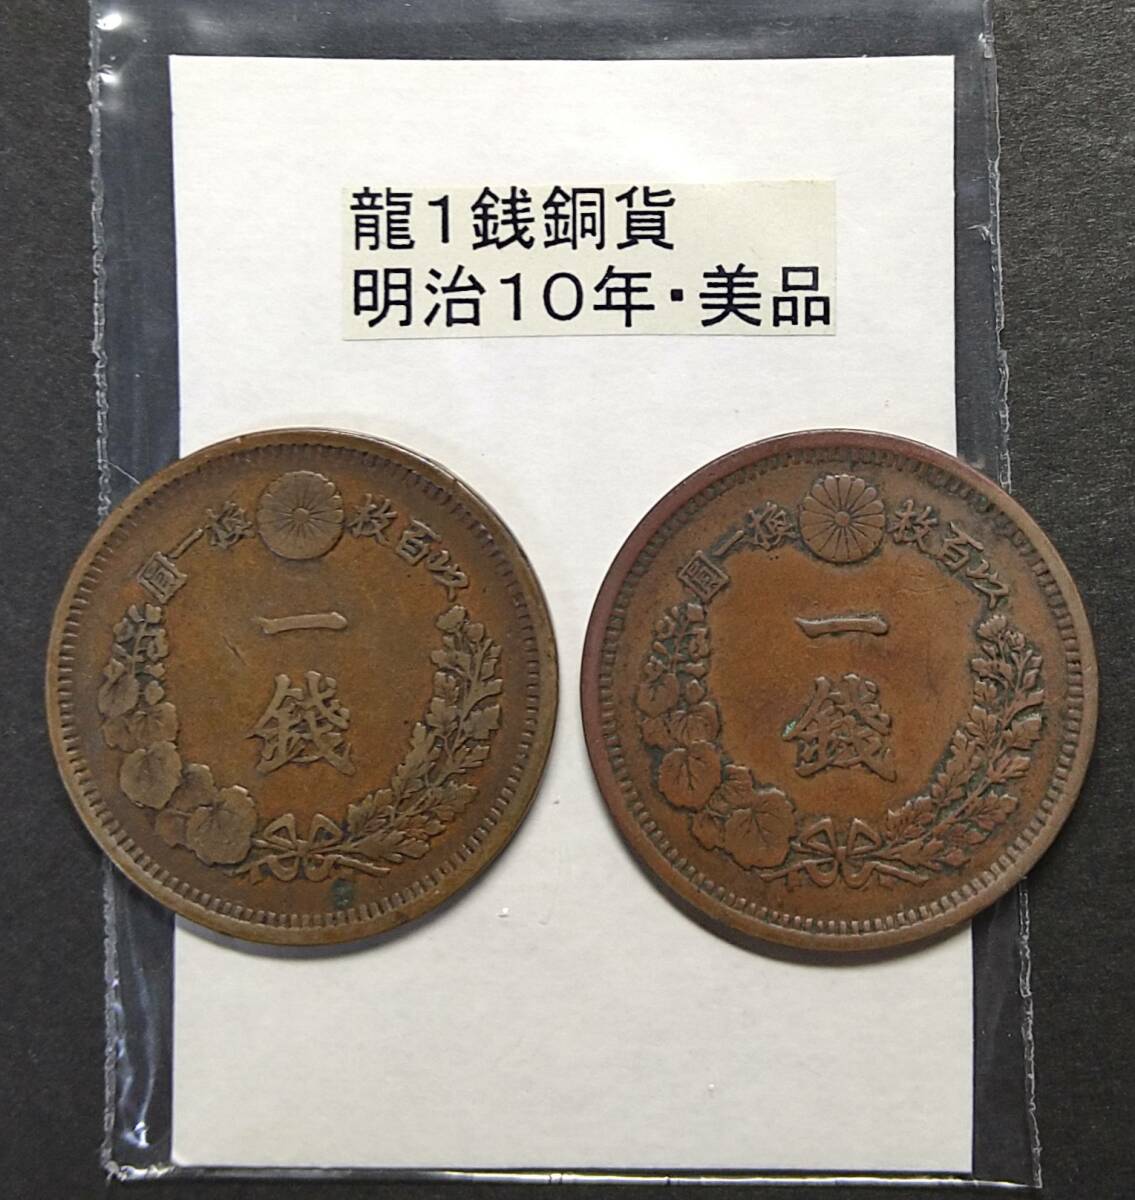 龍1銭銅貨
明治10年・美品
以百枚換一圓
一
錢
以百枚換一圓
一
錢